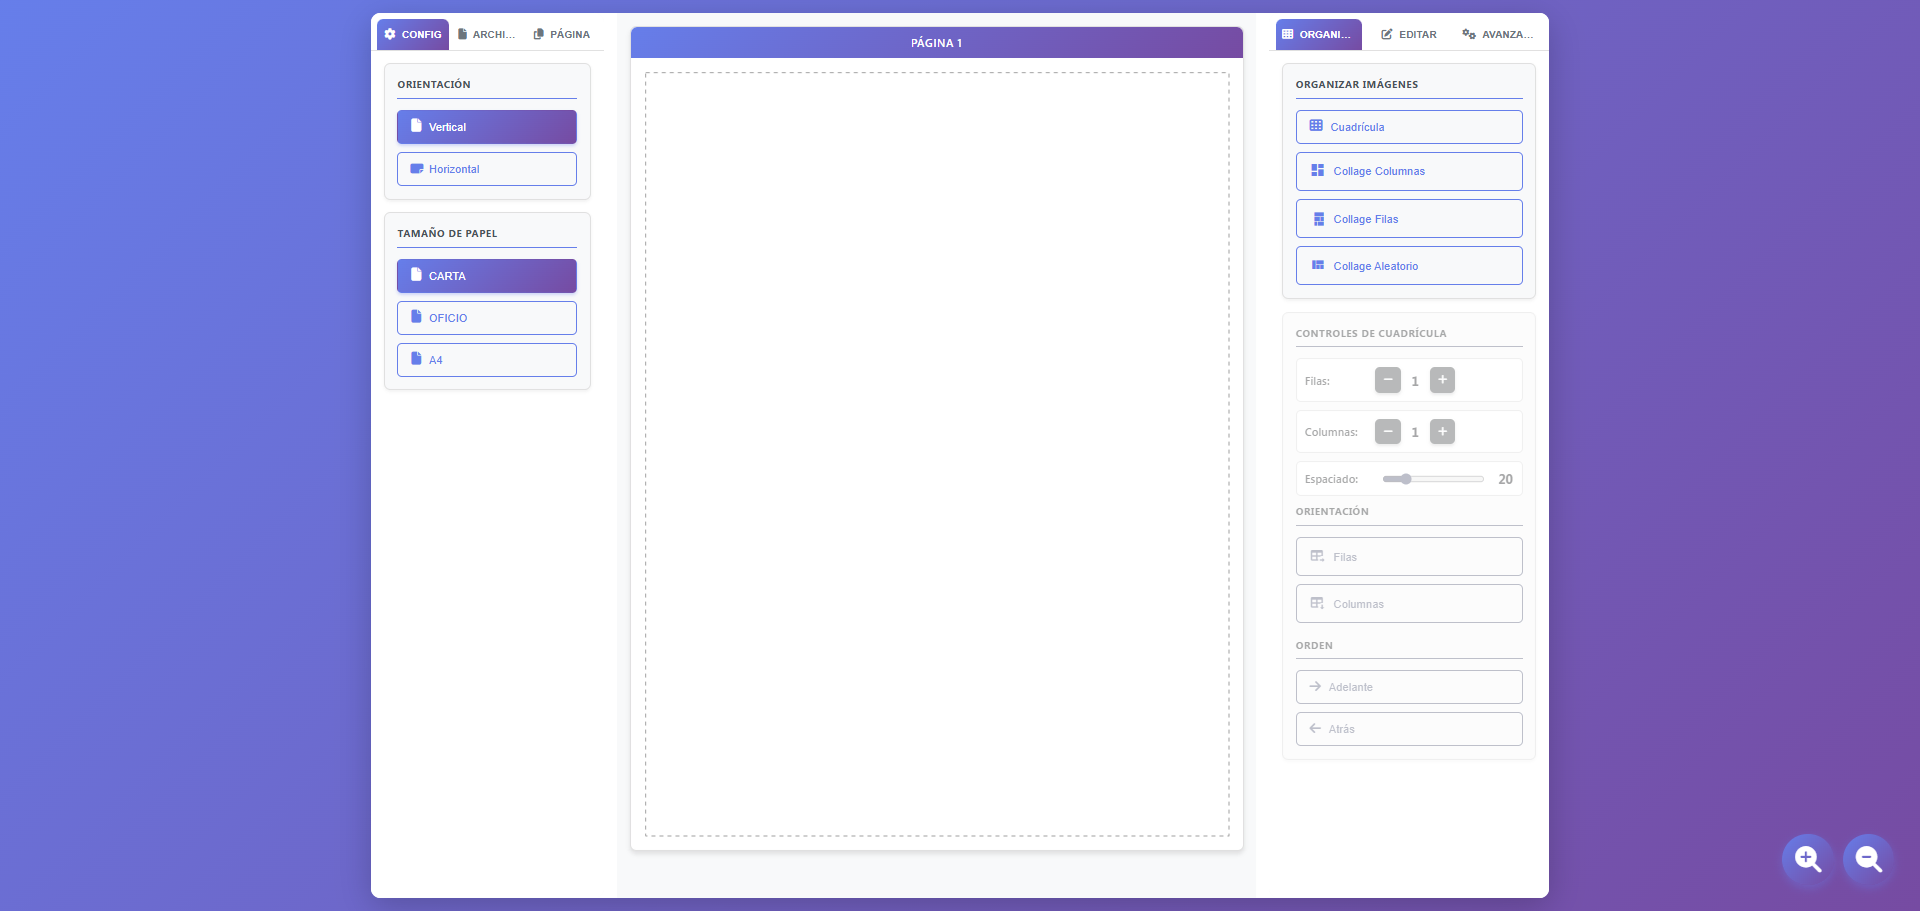 CONFIG
ARCHI...
PÁGINA
ORIENTACIÓN
Vertical
Horizontal
TAMAÑO DE PAPEL
CARTA
OFICIO
A4
PÁGINA 1
ORGANI...
EDITAR
AVANZA...
ORGANIZAR IMÁGENES
Cuadrícula
Collage Columnas
Collage Filas
Collage Aleatorio
CONTROLES DE CUADRÍCULA
Filas: 1
Columnas: 1
Espaciado: 20
ORIENTACIÓN
Filas
Columnas
ORDEN
Adelante
Atrás